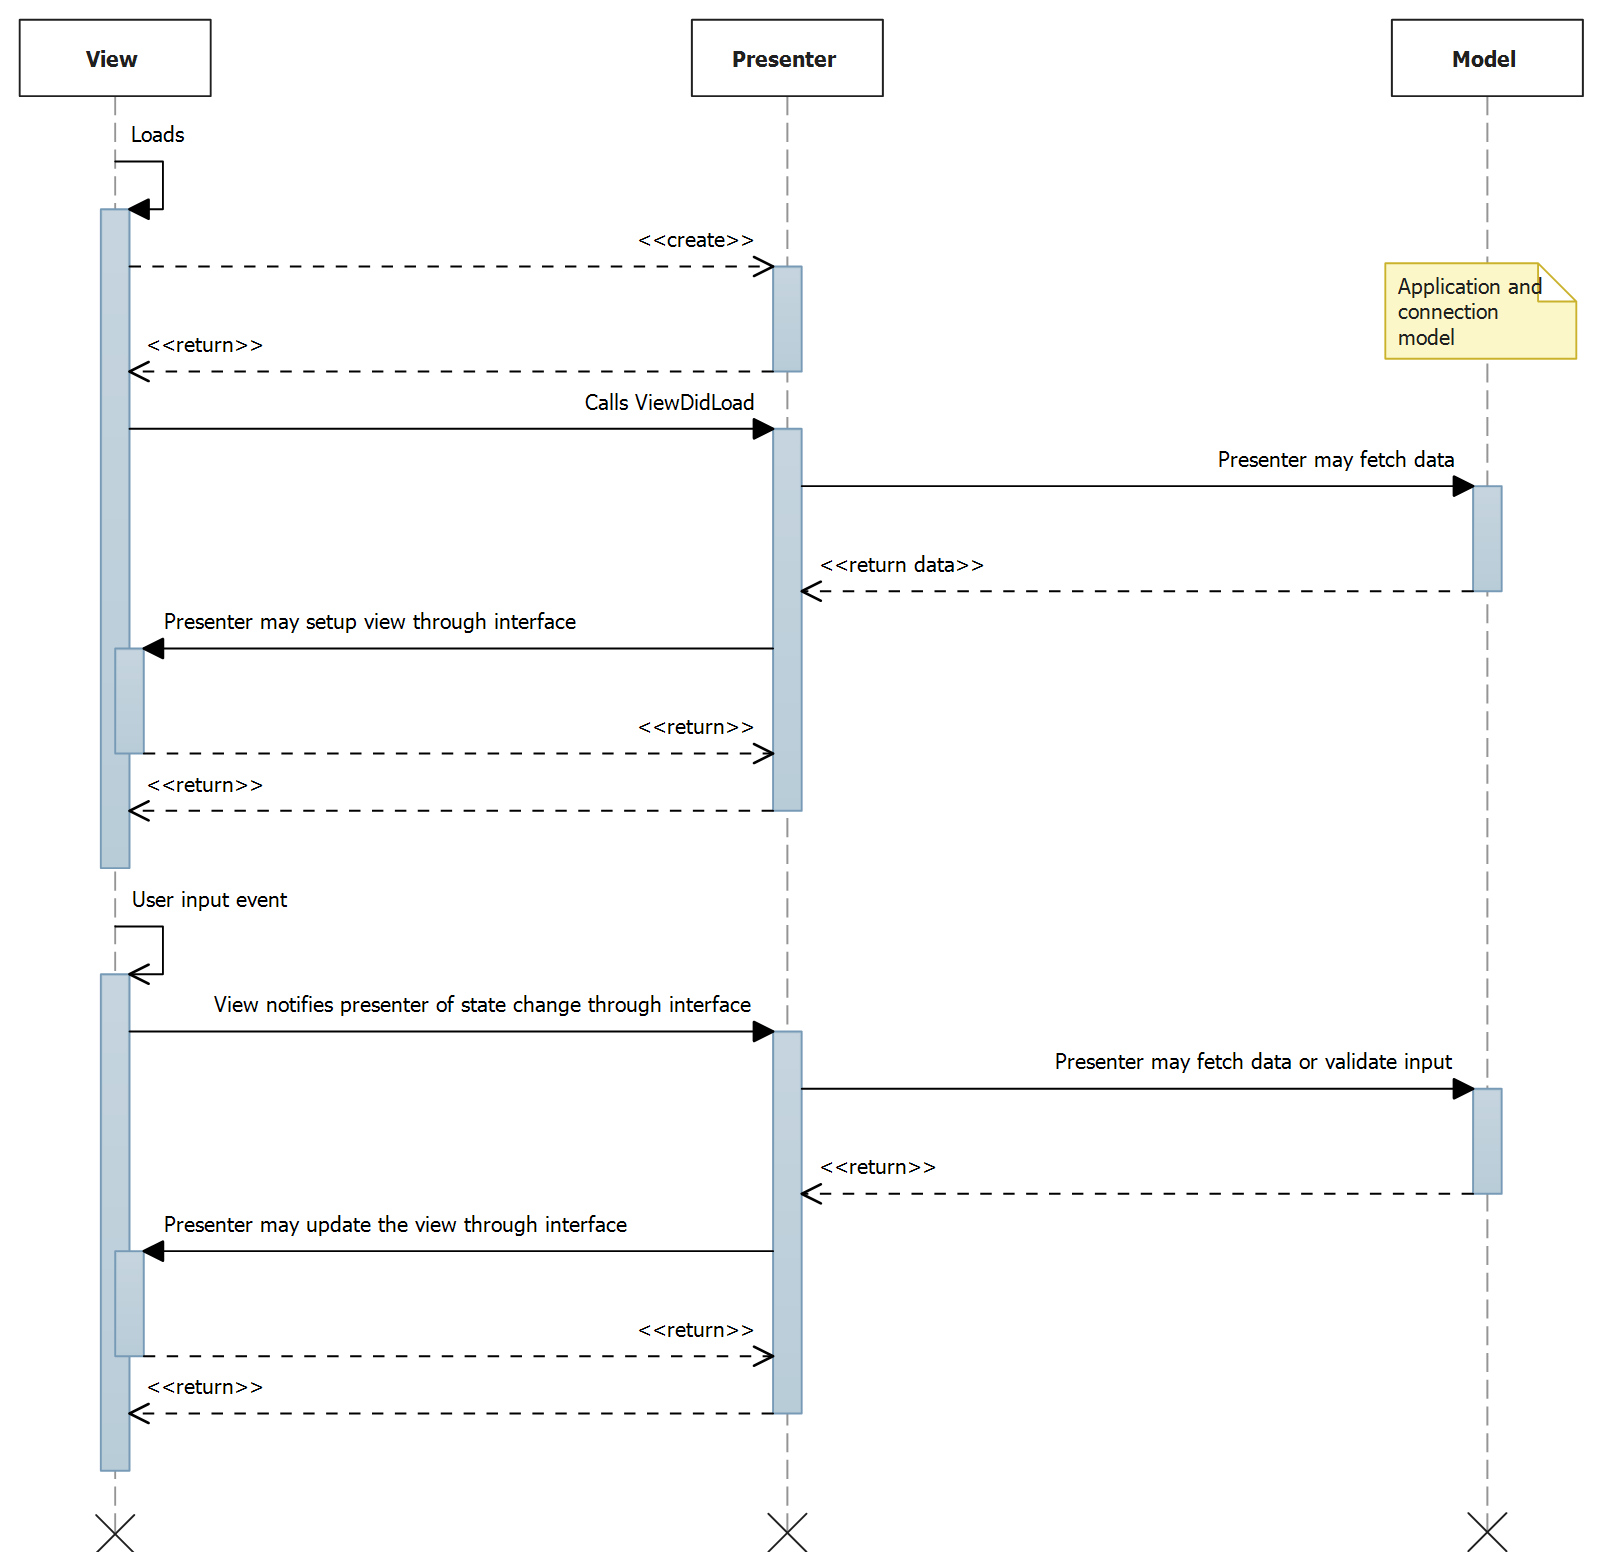 View
Presenter
Model
Loads
<<create>>
Application and
connection
model
<<return>>
Calls ViewDidLoad
Presenter may fetch data
<<return data>>
Presenter may setup view through interface
<<return>>
<<return>>
User input event
View notifies presenter of state change through interface
Presenter may fetch data or validate input
<<return>>
Presenter may update the view through interface
<<return>>
<<return>>